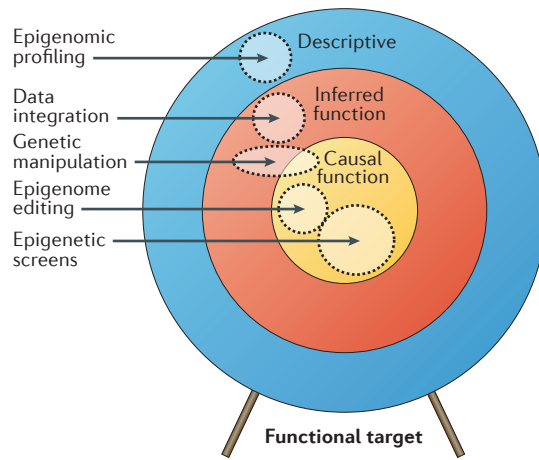 Epigenomic
profiling
Descriptive
Data
integration
Inferred
function
Genetic
manipulation
Causal
function
Epigenome
editing
Epigenetic
screens
Functional target